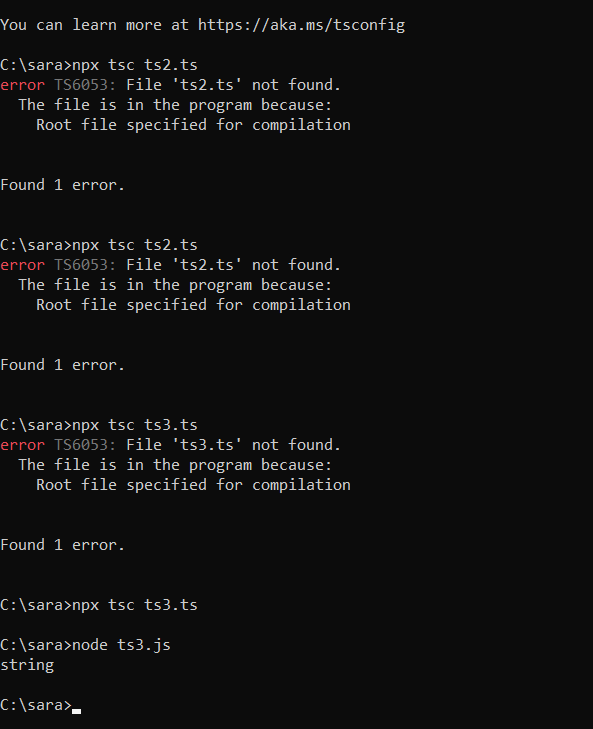 You can learn more at https://aka.ms/tsconfig
C:\sara>npx tsc ts2.ts
error TS6053: File 'ts2.ts' not found.
  The file is in the program because:
    Root file specified for compilation
Found 1 error.
C:\sara>npx tsc ts2.ts
error TS6053: File 'ts2.ts' not found.
  The file is in the program because:
    Root file specified for compilation
Found 1 error.
C:\sara>npx tsc ts3.ts
error TS6053: File 'ts3.ts' not found.
  The file is in the program because:
    Root file specified for compilation
Found 1 error.
C:\sara>npx tsc ts3.ts
C:\sara>node ts3.js
string
C:\sara>